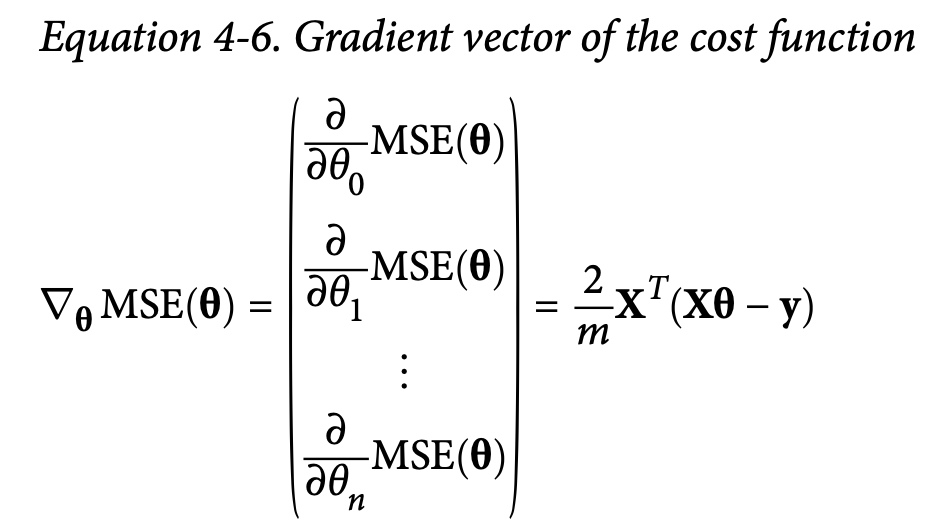 Equation 4-6. Gradient vector of the cost function
∂/∂θ₀ MSE(𝛉)
∂/∂θ₁ MSE(𝛉)
∇_𝛉 MSE(𝛉) = ⋮ = 2/m 𝐗ᵀ(𝐗𝛉 − 𝐲)
∂/∂θₙ MSE(𝛉)